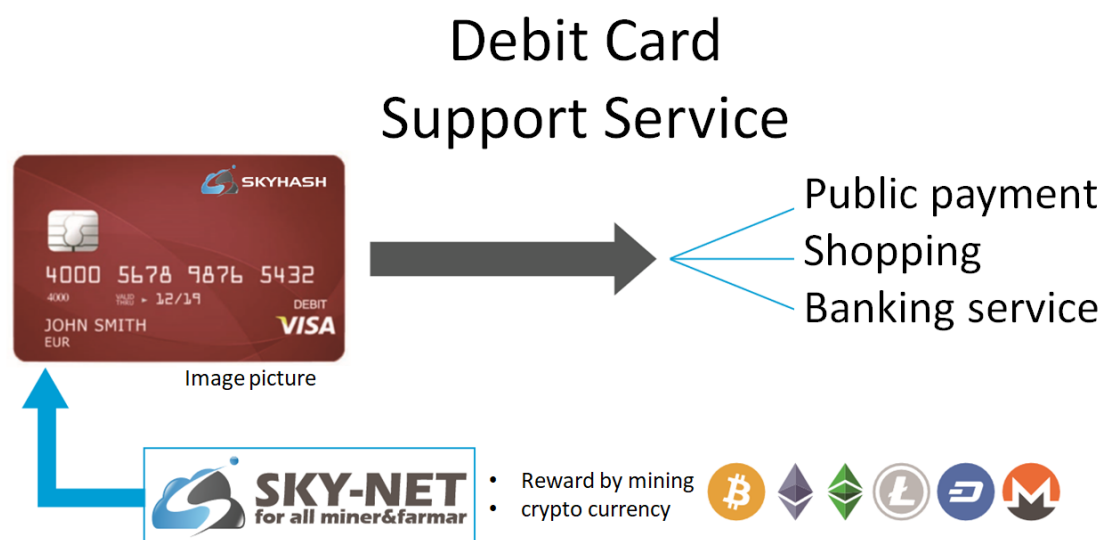 Debit Card
Support Service
SKYHASH
4000 5678 9876 5432
4000 VALID THRU 12/19
DEBIT
JOHN SMITH
VISA
EUR
Image picture
Public payment
Shopping
Banking service
SKY-NET
for all miner&farmar
• Reward by mining
• crypto currency